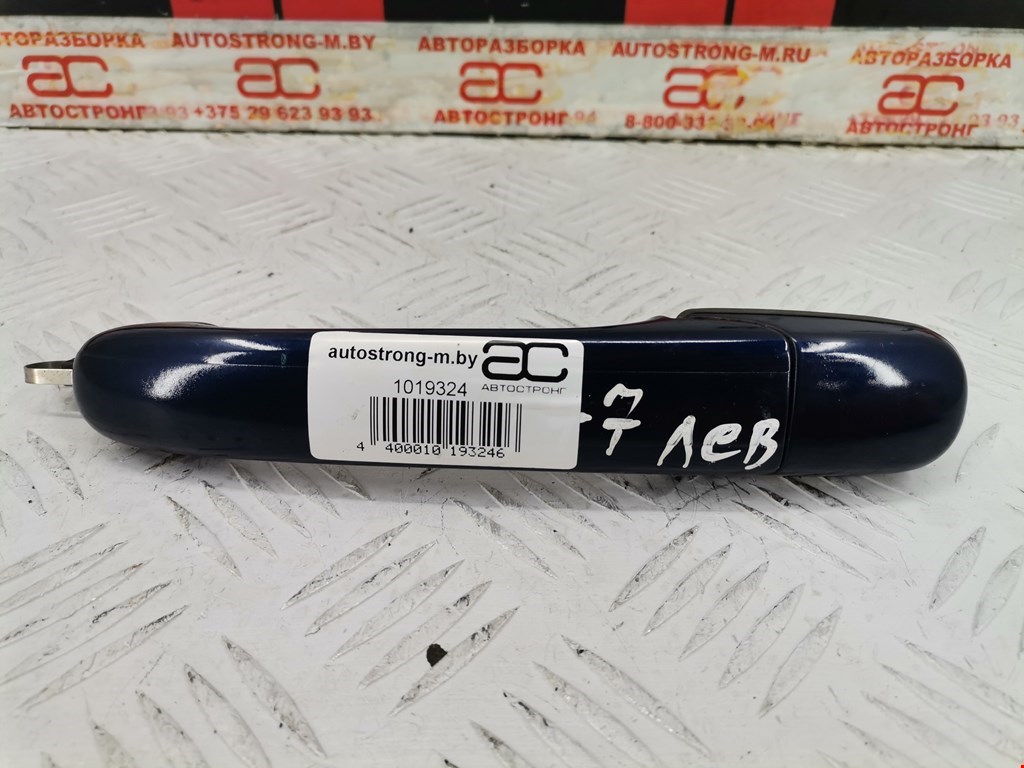 АВТОРАЗБОРКА AUTOSTRONG-M.BY АВТОРАЗБОРКА AUTOSTRONG-M.RU АВТОРАЗБОРКА
ac ac ac ac ac
АВТОСТРОНГ 93 +375 29 623 93 93 АВТОСТРОНГ АВТОСТРОНГ
autostrong-m.by ac
1019324 АВТОСТРОНГ
4 400010 193246
П
Т ЛЕВ